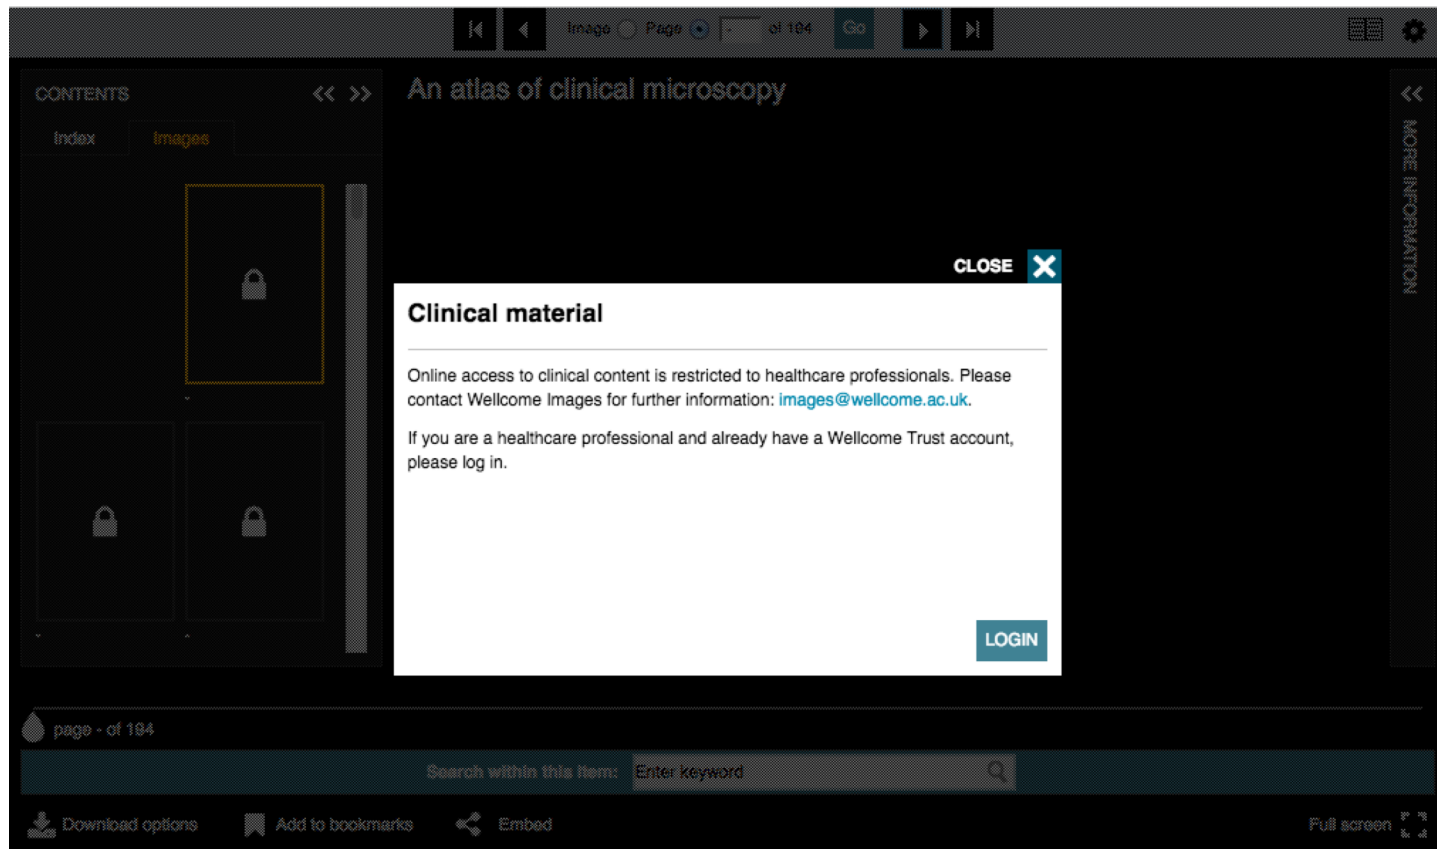 Image Page - of 194 Go
CONTENTS
An atlas of clinical microscopy
Index Images
MORE INFORMATION
CLOSE
Clinical material
Online access to clinical content is restricted to healthcare professionals. Please
contact Wellcome Images for further information: images@wellcome.ac.uk.
If you are a healthcare professional and already have a Wellcome Trust account,
please log in.
LOGIN
page - of 194
Search within this item: Enter keyword
Download options Add to bookmarks Embed Full screen